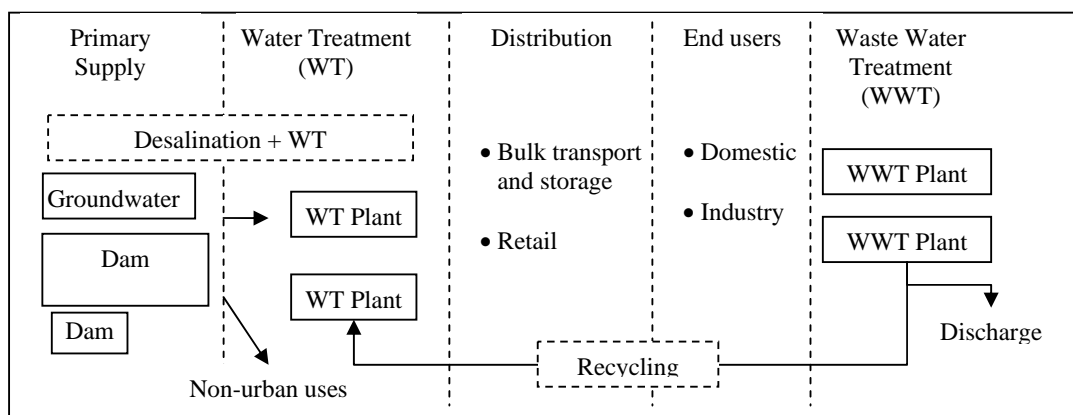 Primary
Supply
Water Treatment
(WT)
Distribution
End users
Waste Water
Treatment
(WWT)
Desalination + WT
Groundwater
Dam
Dam
WT Plant
WT Plant
Non-urban uses
• Bulk transport
and storage
• Retail
• Domestic
• Industry
WWT Plant
WWT Plant
Discharge
Recycling